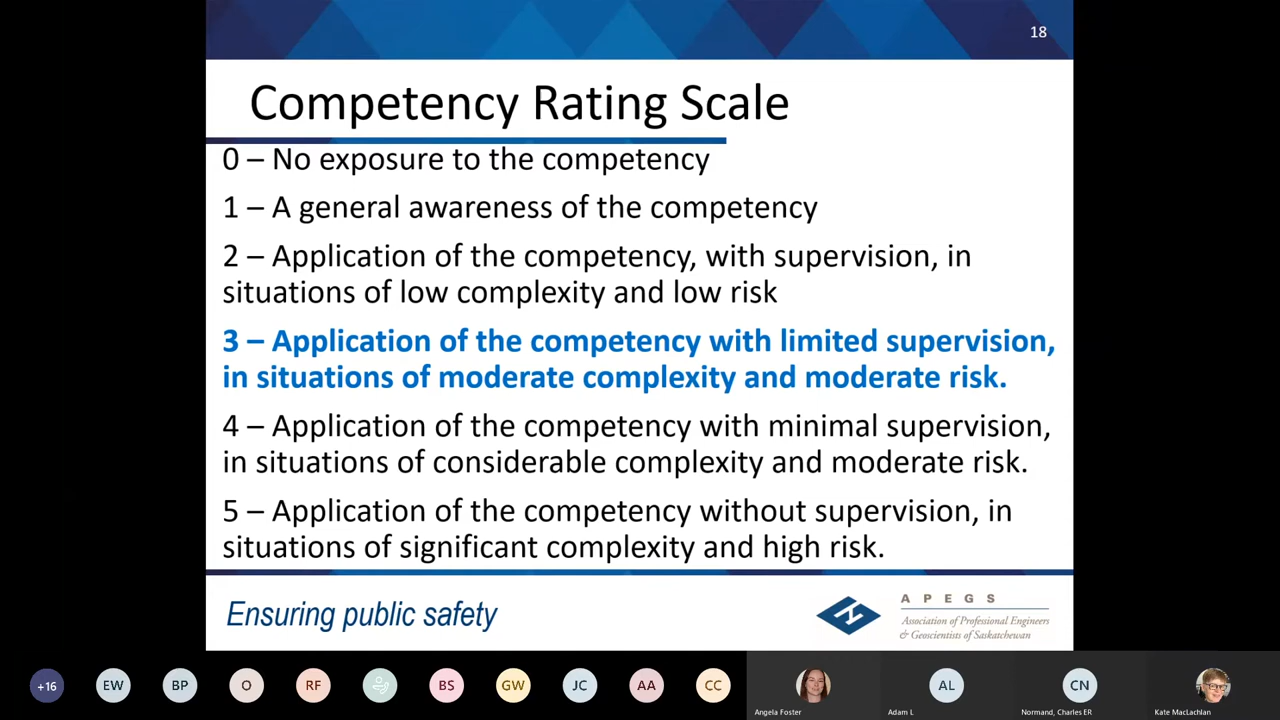 18
Competency Rating Scale
0 – No exposure to the competency
1 – A general awareness of the competency
2 – Application of the competency, with supervision, in
situations of low complexity and low risk
3 – Application of the competency with limited supervision,
in situations of moderate complexity and moderate risk.
4 – Application of the competency with minimal supervision,
in situations of considerable complexity and moderate risk.
5 – Application of the competency without supervision, in
situations of significant complexity and high risk.
Ensuring public safety
APEGS
Association of Professional Engineers
& Geoscientists of Saskatchewan
+16 EW BP O RF BS GW JC AA CC AL CN
Angela Foster Adam L Normand, Charles ER Kate MacLachlan